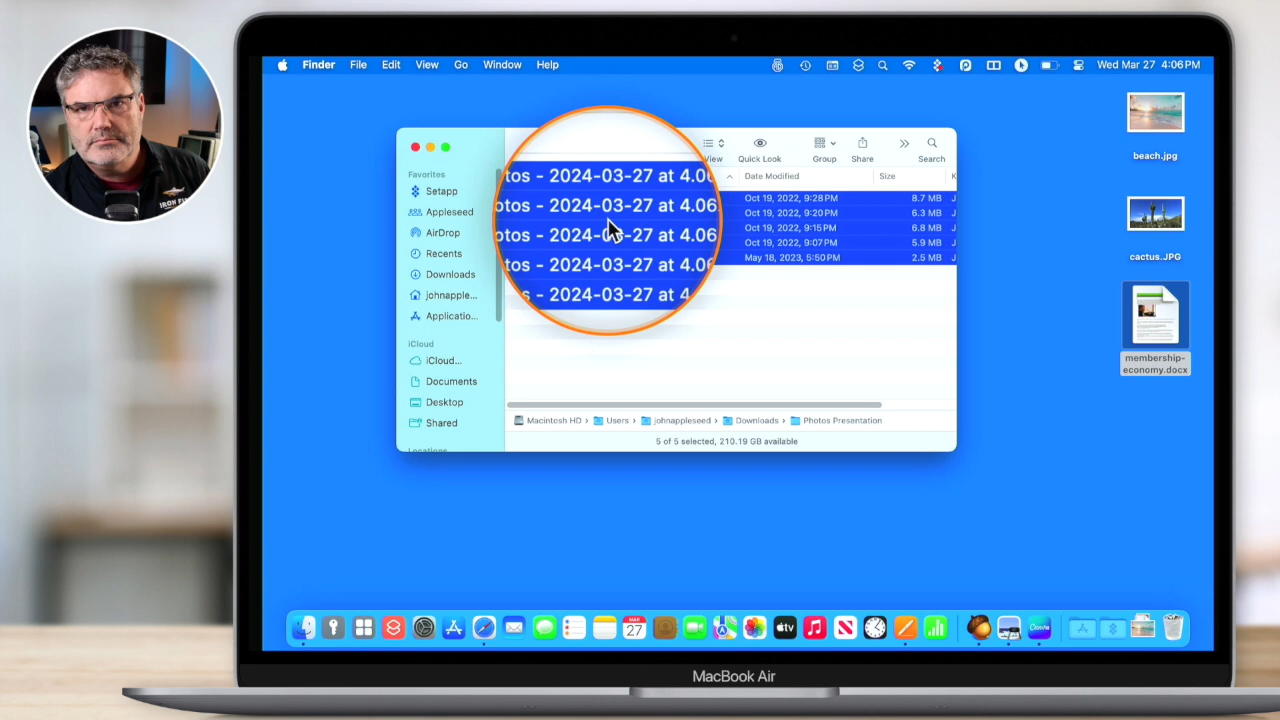 Finder File Edit View Go Window Help Wed Mar 27 4:06 PM
IRON FLY
View Quick Look Group Share Search
Date Modified Size K
tos - 2024-03-27 at 4.06
otos - 2024-03-27 at 4.06
otos - 2024-03-27 at 4.06
tos - 2024-03-27 at 4.06
s - 2024-03-27 at 4
Oct 19, 2022, 9:28 PM 8.7 MB J
Oct 19, 2022, 9:20 PM 6.3 MB J
Oct 19, 2022, 9:15 PM 6.8 MB J
Oct 19, 2022, 9:07 PM 5.9 MB J
May 18, 2023, 5:50 PM 2.5 MB J
Favorites
Setapp
Appleseed
AirDrop
Recents
Downloads
johnapple...
Applicatio...
iCloud
iCloud...
Documents
Desktop
Shared
Locations
Macintosh HD › Users › johnappleseed › Downloads › Photos Presentation
5 of 5 selected, 210.19 GB available
beach.jpg
cactus.JPG
membership-
economy.docx
MAR
27
tv
Canva
MacBook Air